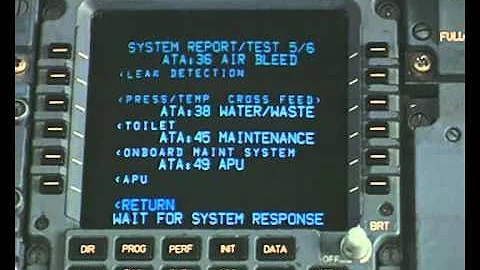 SYSTEM REPORT/TEST 5/6
ATA:36 AIR BLEED
<LEAK DETECTION
<PRESS/TEMP CROSS FEED>
ATA:38 WATER/WASTE
<TOILET
ATA:45 MAINTENANCE
<ONBOARD MAINT SYSTEM
ATA:49 APU
<APU
<RETURN
WAIT FOR SYSTEM RESPONSE
FULL
BRT
OFF
DIR PROG PERF INIT DATA